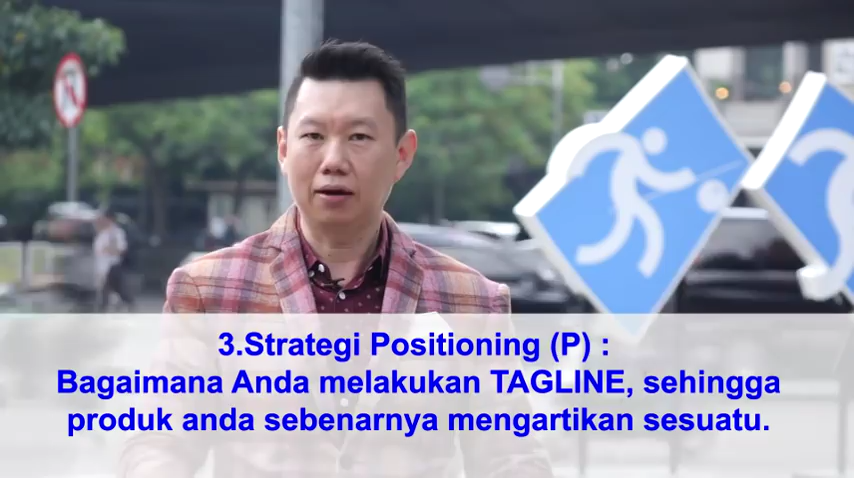 3.Strategi Positioning (P) :
Bagaimana Anda melakukan TAGLINE, sehingga
produk anda sebenarnya mengartikan sesuatu.